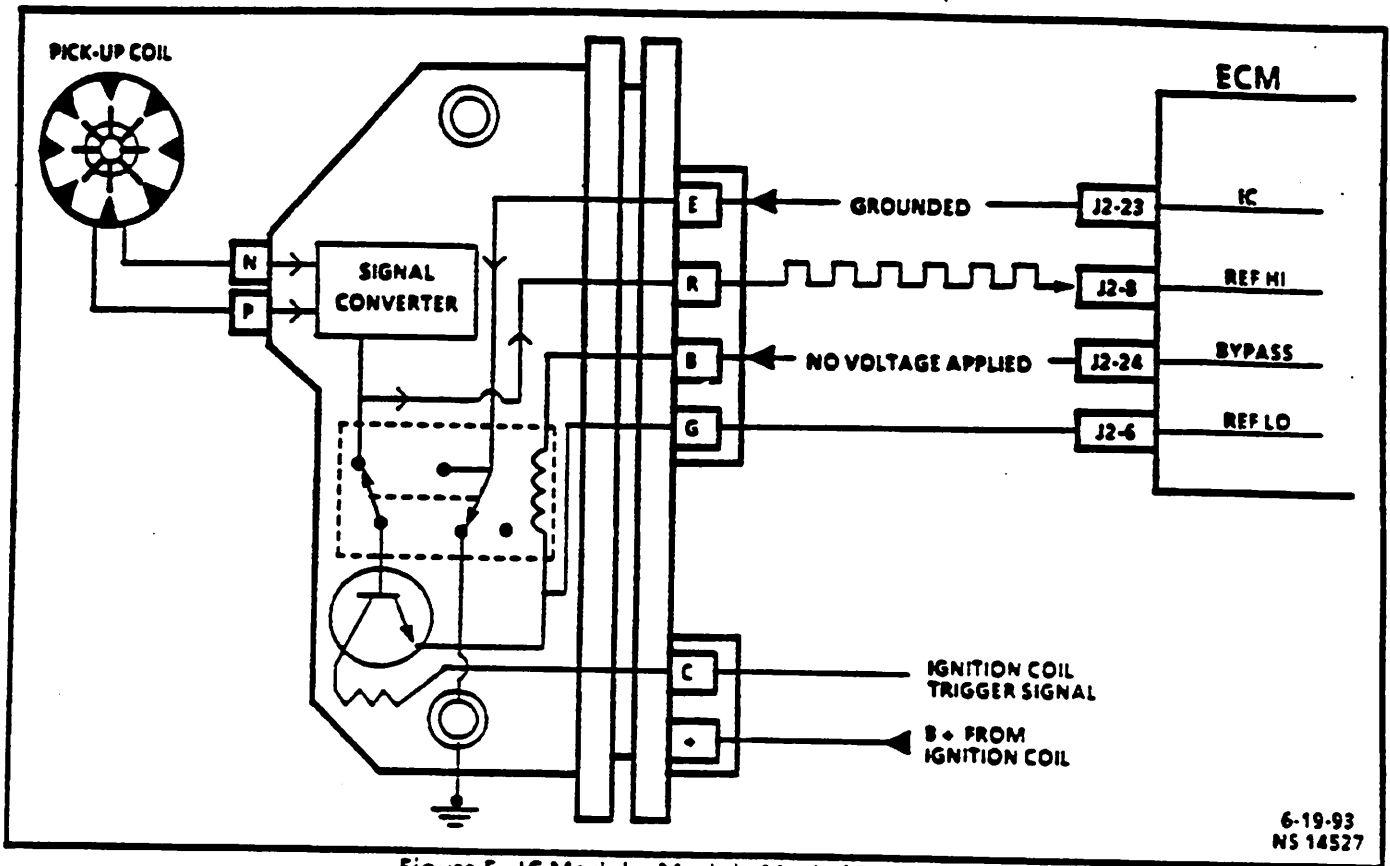 PICK-UP COIL
ECM
N
P
SIGNAL
CONVERTER
E
GROUNDED
J2-23
IC
R
J2-8
REF HI
B
NO VOLTAGE APPLIED
J2-24
BYPASS
G
J2-6
REF LO
C
IGNITION COIL
TRIGGER SIGNAL
+
B+ FROM
IGNITION COIL
6-19-93
NS 14527